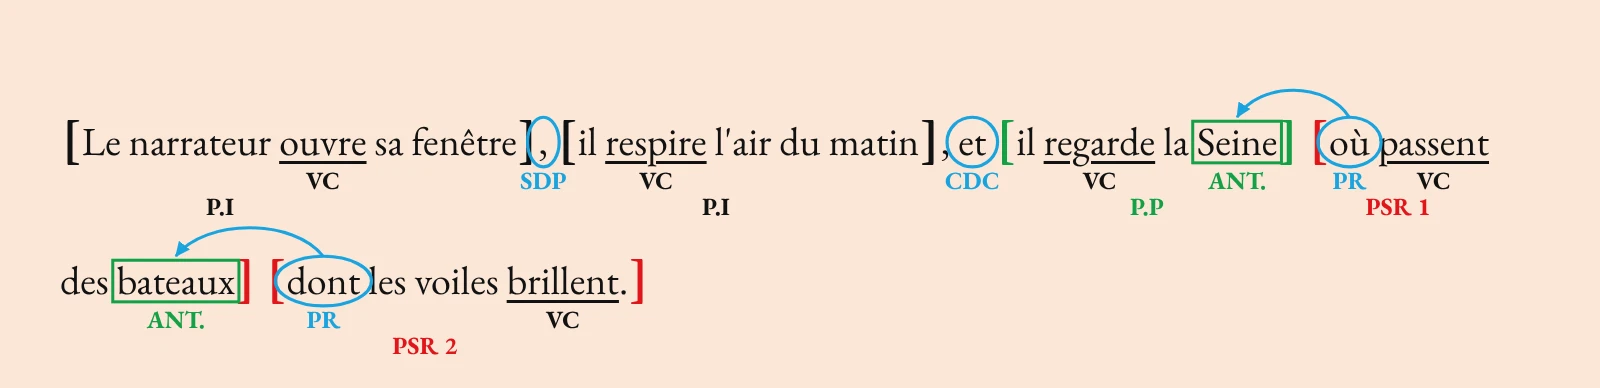 [Le narrateur ouvre sa fenêtre], [il respire l'air du matin], et [il regarde la Seine] [où passent
VC SDP VC CDC VC ANT. PR VC
P.I P.I P.P PSR 1
des bateaux] [dont les voiles brillent.]
ANT. PR VC
PSR 2